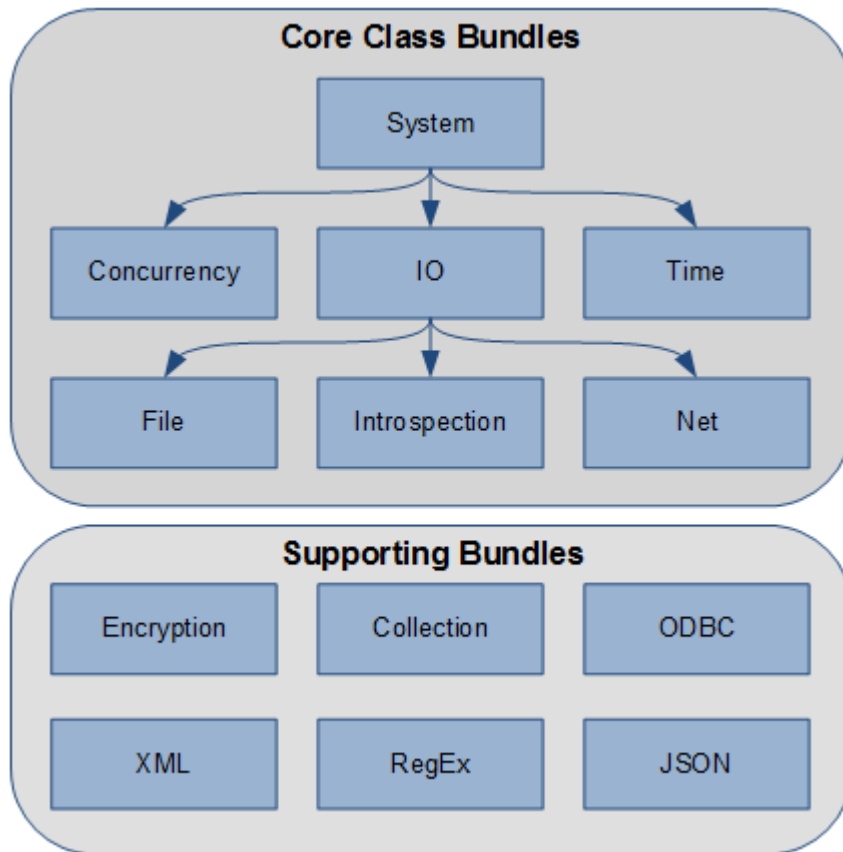 Core Class Bundles
System
Concurrency
IO
Time
File
Introspection
Net
Supporting Bundles
Encryption
Collection
ODBC
XML
RegEx
JSON